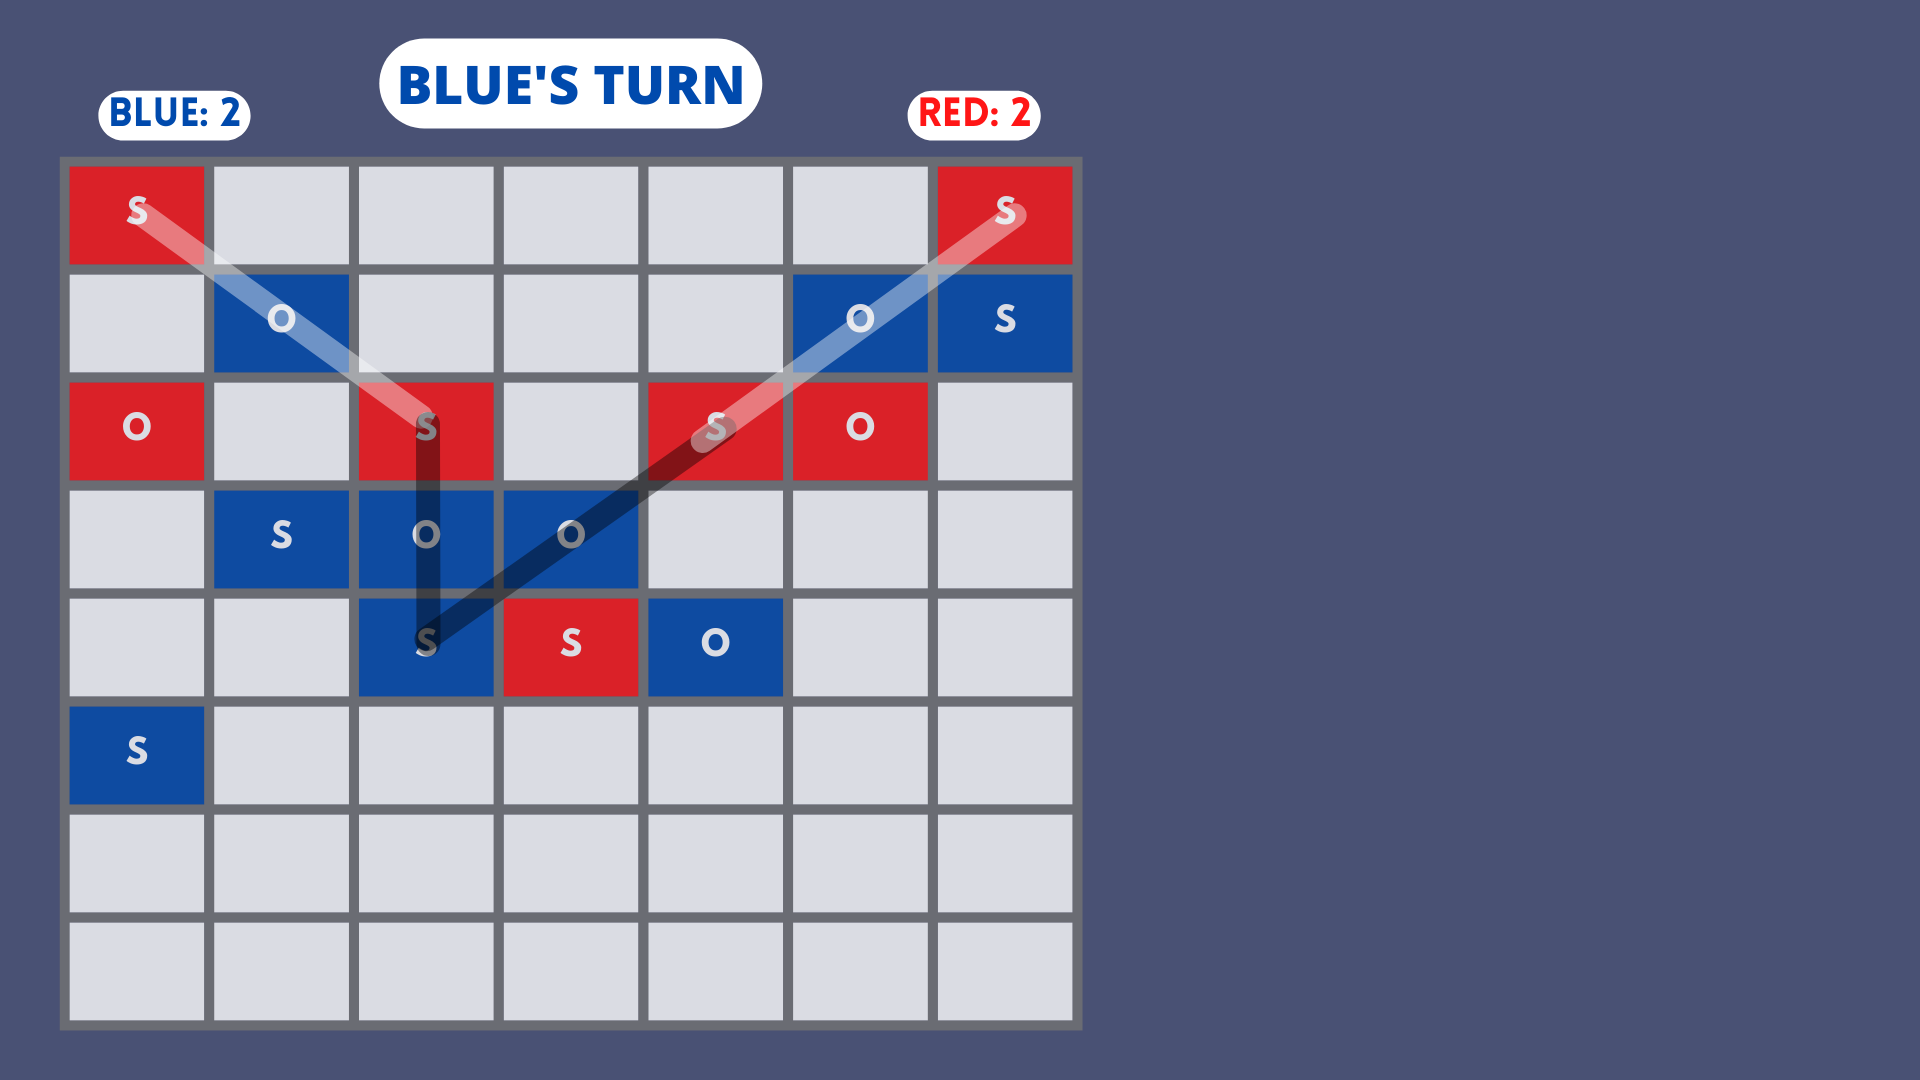 BLUE'S TURN
BLUE: 2
RED: 2
S S
O O S
O S S O
S O O
S S O
S